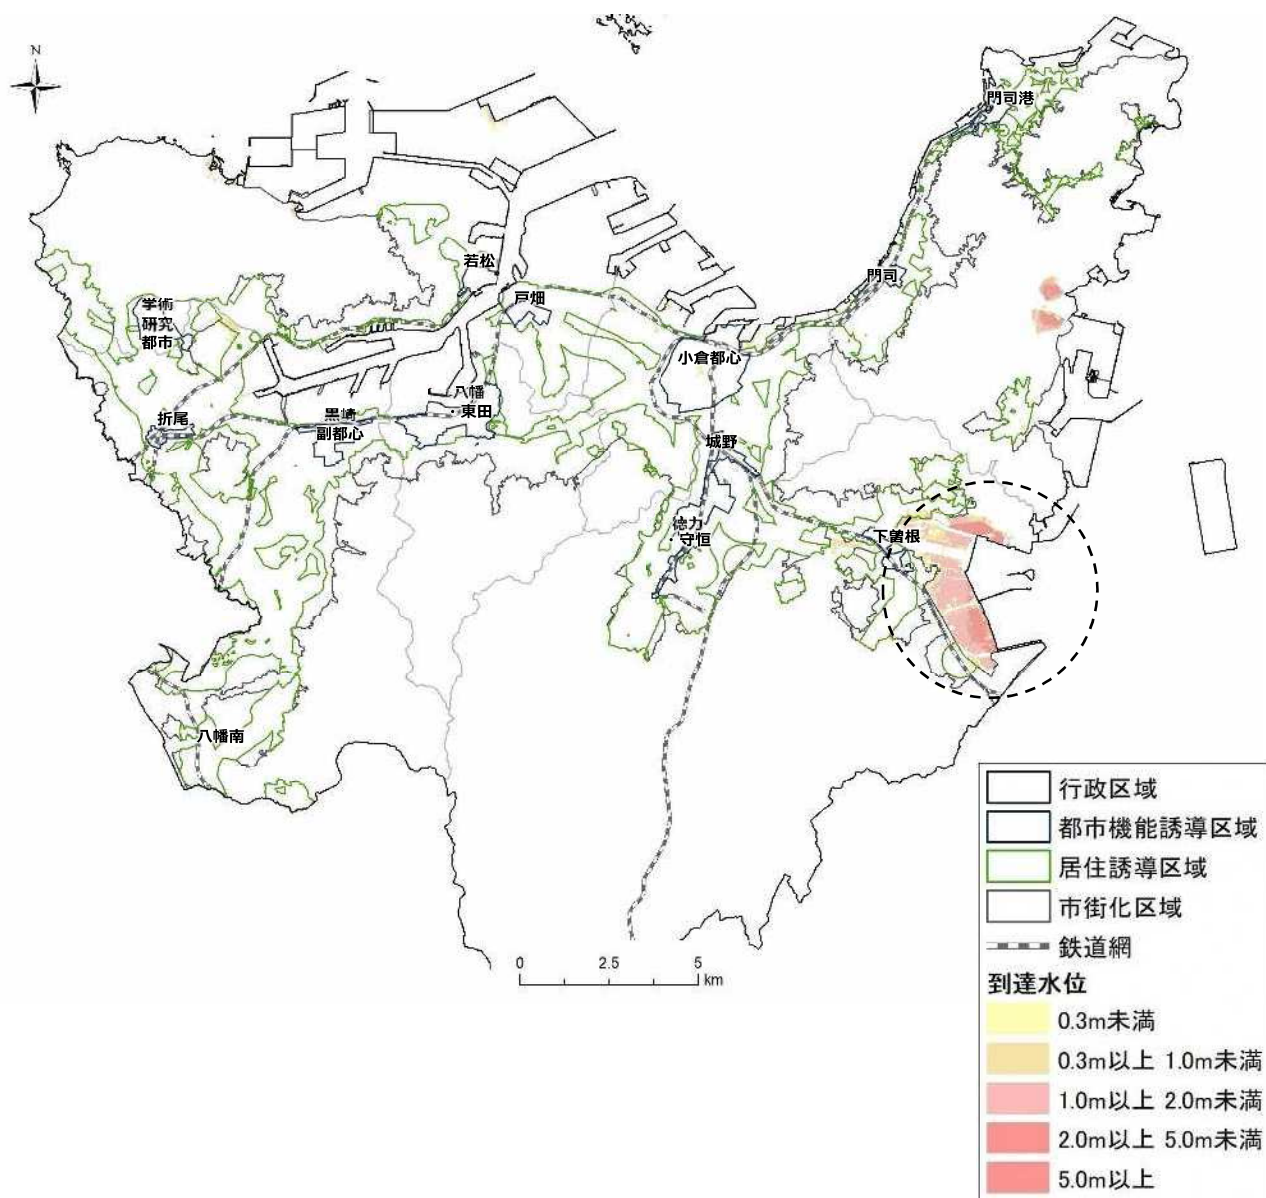 N
門司港
若松
門司
学術
研究
都市
戸畑
小倉都心
八幡
東田
折尾
黒崎
副都心
城野
徳力
守恒
下曽根
八幡南
0 2.5 5
km
行政区域
都市機能誘導区域
居住誘導区域
市街化区域
鉄道網
到達水位
0.3m未満
0.3m以上 1.0m未満
1.0m以上 2.0m未満
2.0m以上 5.0m未満
5.0m以上